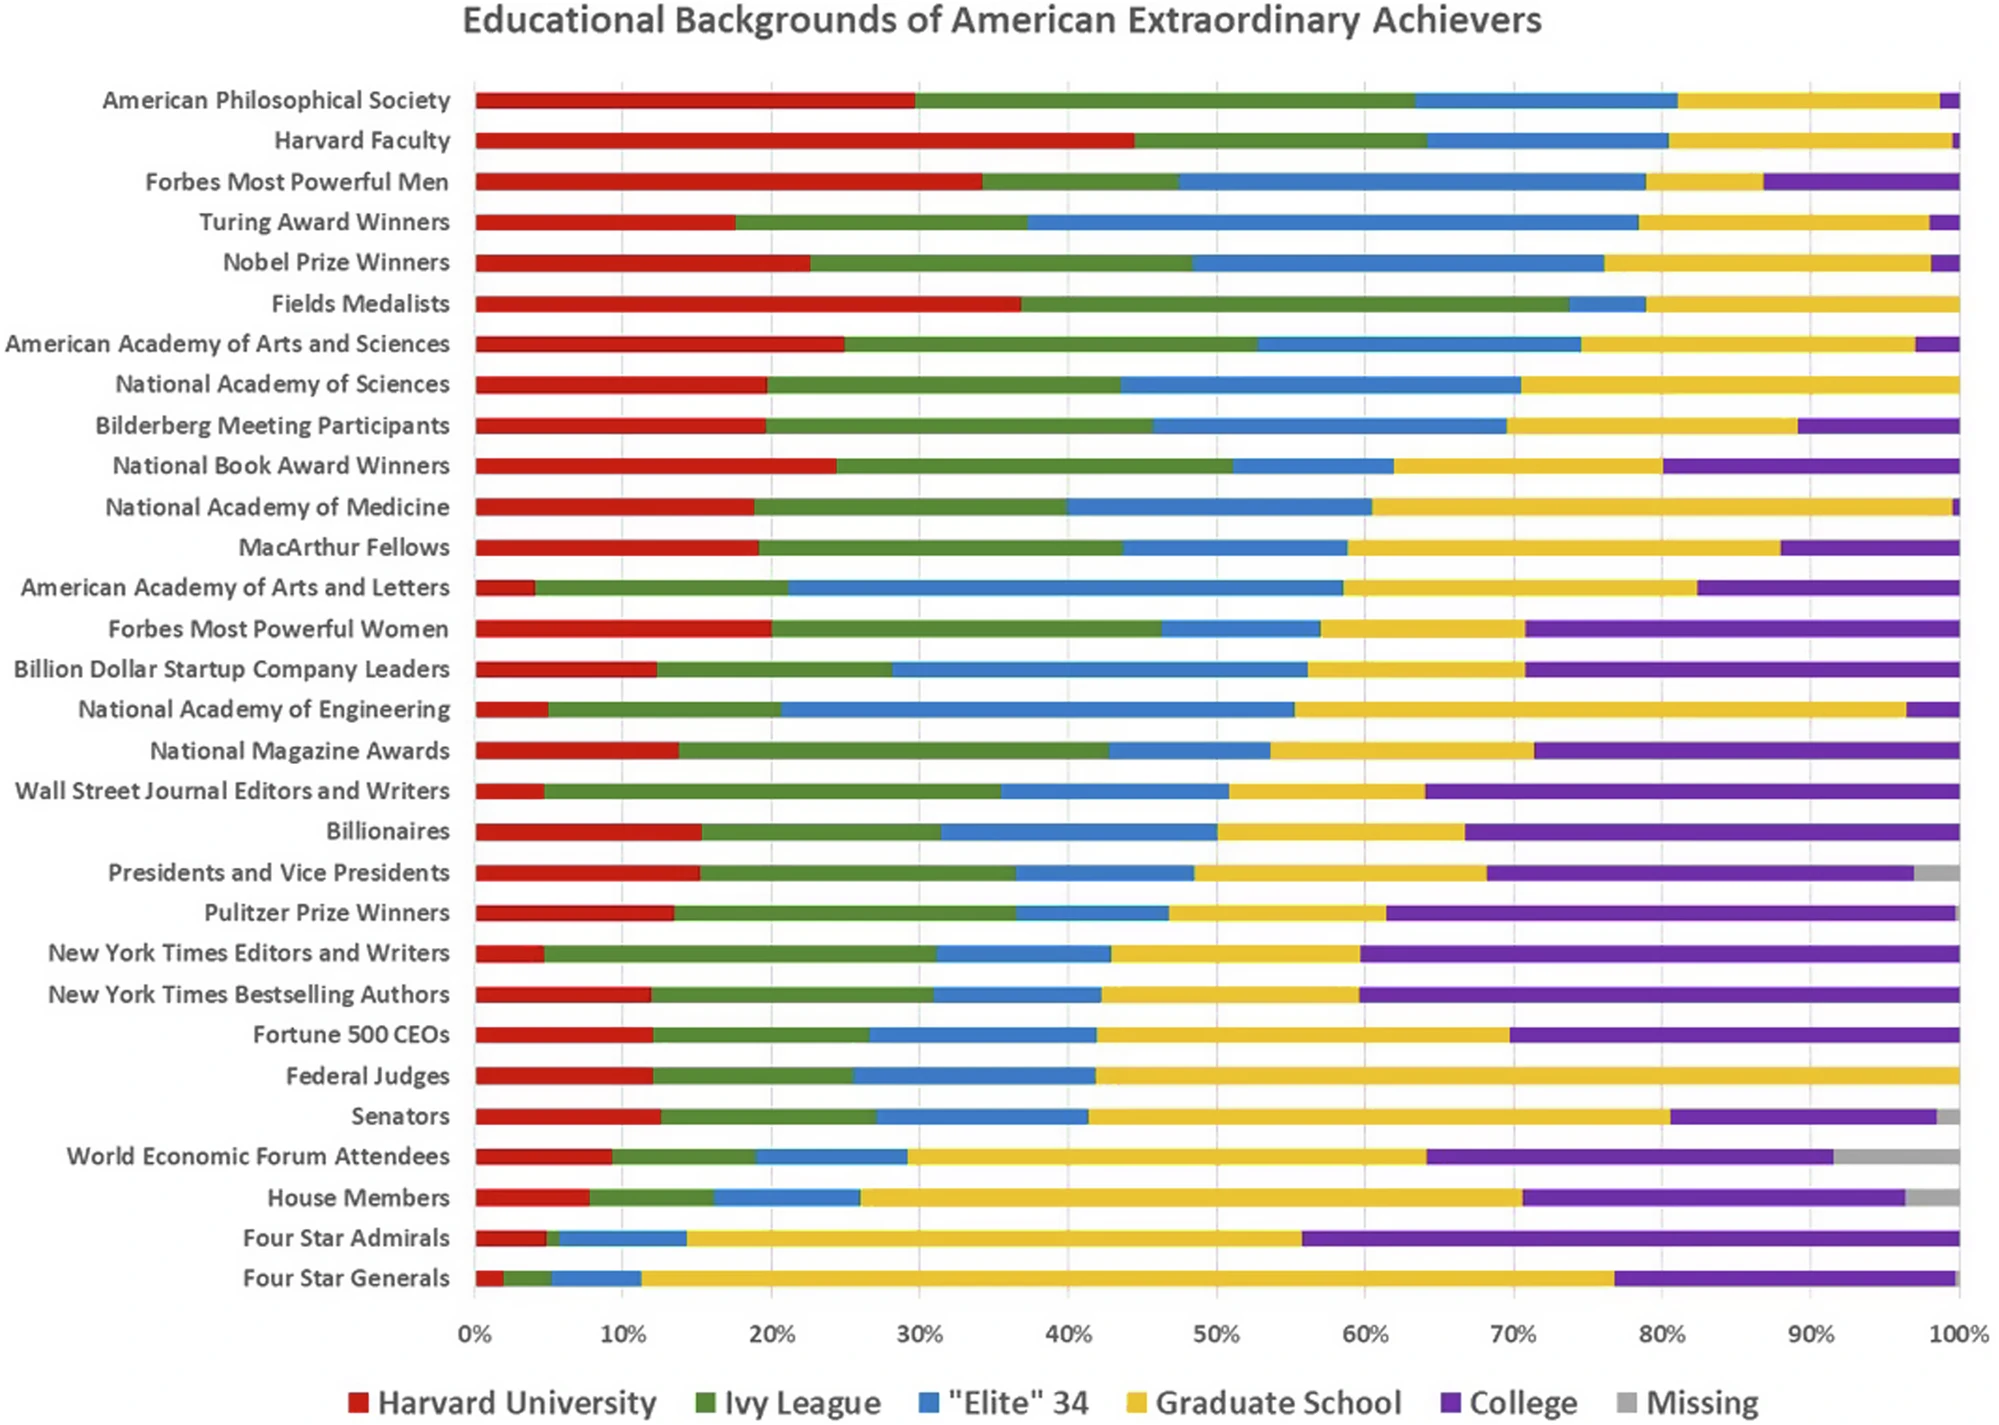 Educational Backgrounds of American Extraordinary Achievers
American Philosophical Society
Harvard Faculty
Forbes Most Powerful Men
Turing Award Winners
Nobel Prize Winners
Fields Medalists
American Academy of Arts and Sciences
National Academy of Sciences
Bilderberg Meeting Participants
National Book Award Winners
National Academy of Medicine
MacArthur Fellows
American Academy of Arts and Letters
Forbes Most Powerful Women
Billion Dollar Startup Company Leaders
National Academy of Engineering
National Magazine Awards
Wall Street Journal Editors and Writers
Billionaires
Presidents and Vice Presidents
Pulitzer Prize Winners
New York Times Editors and Writers
New York Times Bestselling Authors
Fortune 500 CEOs
Federal Judges
Senators
World Economic Forum Attendees
House Members
Four Star Admirals
Four Star Generals
0% 10% 20% 30% 40% 50% 60% 70% 80% 90% 100%
Harvard University Ivy League "Elite" 34 Graduate School College Missing